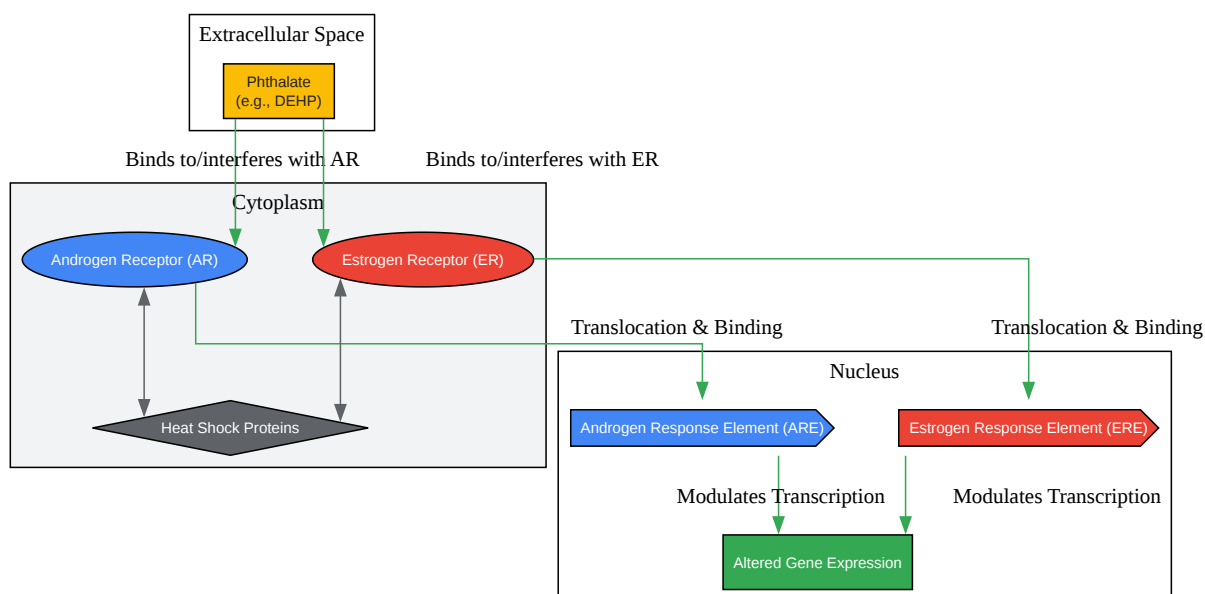 Extracellular Space
Phthalate
(e.g., DEHP)
Binds to/interferes with AR
Binds to/interferes with ER
Cytoplasm
Androgen Receptor (AR)
Estrogen Receptor (ER)
Translocation & Binding
Translocation & Binding
Nucleus
Heat Shock Proteins
Androgen Response Element (ARE)
Estrogen Response Element (ERE)
Modulates Transcription
Modulates Transcription
Altered Gene Expression